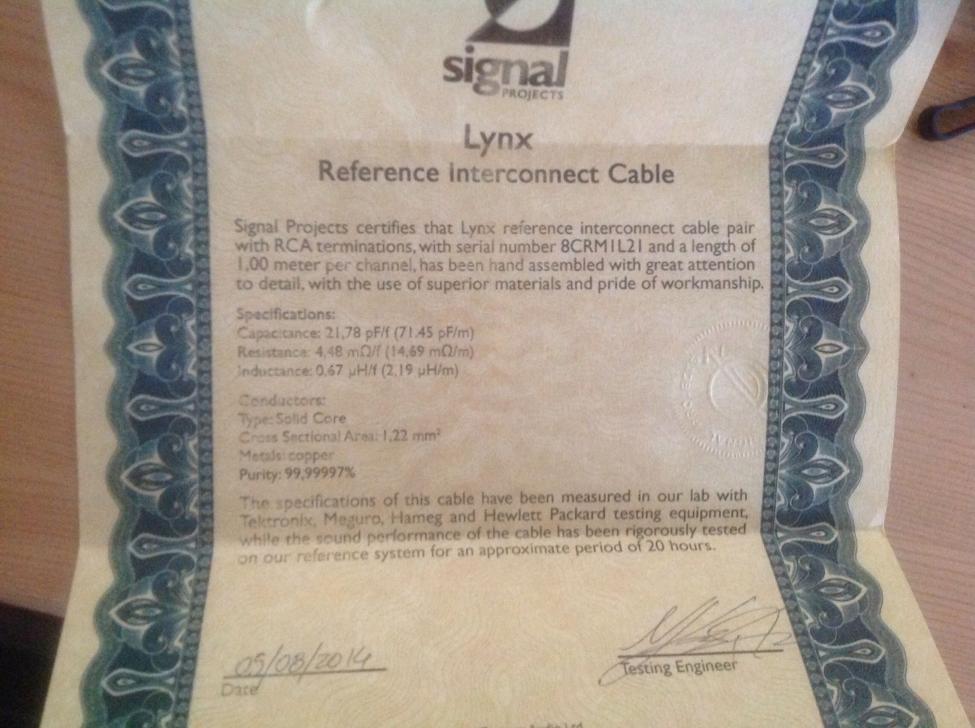 signal
PROJECTS
Lynx
Reference Interconnect Cable
Signal Projects certifies that Lynx reference interconnect cable pair
with RCA terminations, with serial number 8CRM1L21 and a length of
1,00 meter per channel, has been hand assembled with great attention
to detail, with the use of superior materials and pride of workmanship.
Specifications:
Capacitance: 21,78 pF/f (71.45 pF/m)
Resistance: 4,48 mΩ/f (14,69 mΩ/m)
Inductance: 0.67 μH/f (2,19 μH/m)
Conductors:
Type: Solid Core
Cross Sectional Area: 1,22 mm²
Metals: copper
Purity: 99,99997%
The specifications of this cable have been measured in our lab with
Tektronix, Meguro, Hameg and Hewlett Packard testing equipment,
while the sound performance of the cable has been rigorously tested
on our reference system for an approximate period of 20 hours.
05/08/2014
Date
Testing Engineer